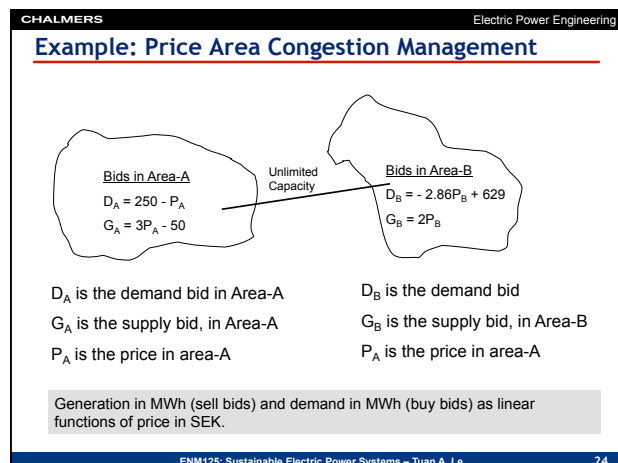 CHALMERS
Electric Power Engineering
Example: Price Area Congestion Management
Bids in Area-A
D_A = 250 - P_A
G_A = 3P_A - 50
Unlimited
Capacity
Bids in Area-B
D_B = - 2.86P_B + 629
G_B = 2P_B
D_A is the demand bid in Area-A
G_A is the supply bid, in Area-A
P_A is the price in area-A
D_B is the demand bid
G_B is the supply bid, in Area-B
P_A is the price in area-A
Generation in MWh (sell bids) and demand in MWh (buy bids) as linear
functions of price in SEK.
ENM125: Sustainable Electric Power Systems – Tuan A. Le
24